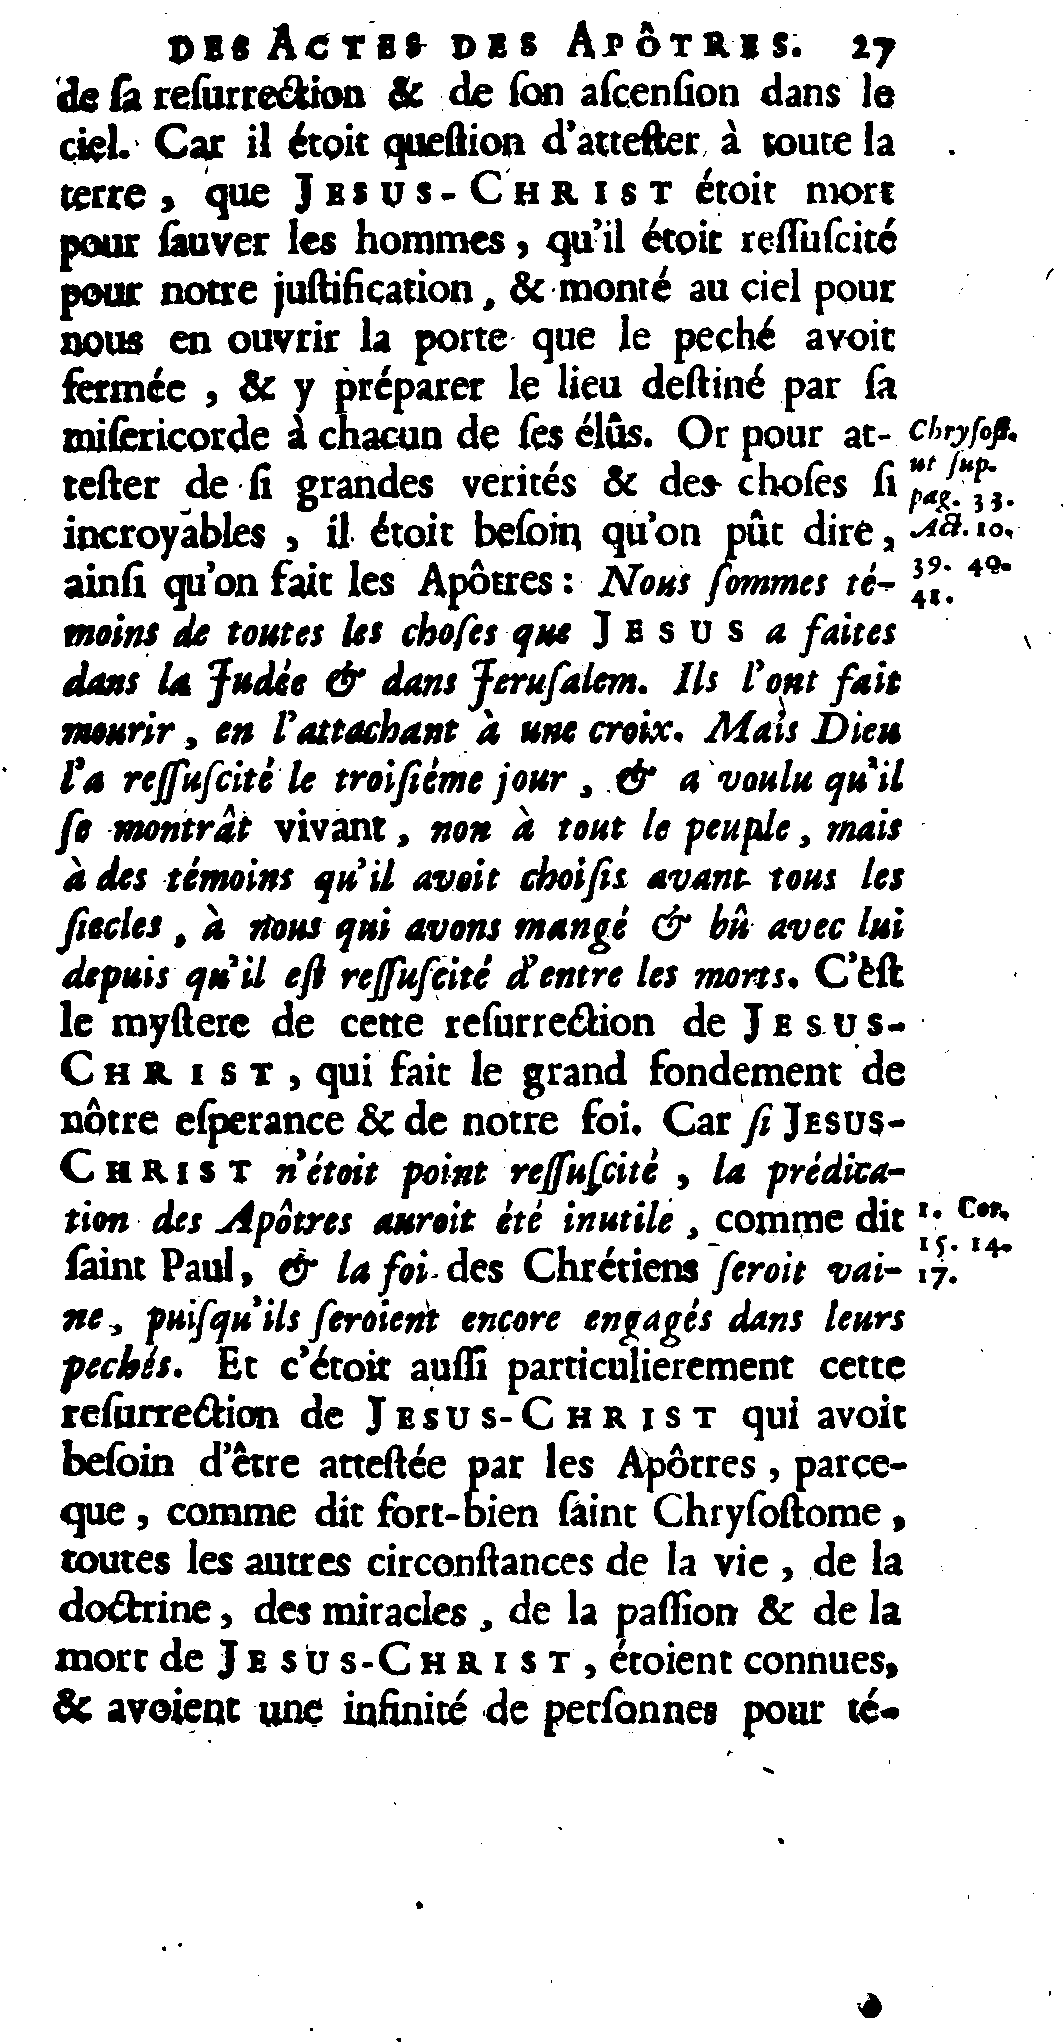 DES ACTES DES APÔTRES. 27
de ſa reſurrection & de ſon aſcenſion dans le
ciel. Car il étoit queſtion d'atteſter à toute la
terre, que JESUS-CHRIST étoit mort
pour ſauver les hommes, qu'il étoit reſſuſcité
pour notre juſtification, & monté au ciel pour
nous en ouvrir la porte que le peché avoit
fermée, & y préparer le lieu deſtiné par ſa
miſericorde à chacun de ſes élûs. Or pour at-
teſter de ſi grandes verités & des choſes ſi
incroyables, il étoit beſoin qu'on pût dire,
ainſi qu'on fait les Apôtres: Nous ſommes té-
moins de toutes les choſes que JESUS a faites
dans la Judée & dans Jeruſalem. Ils l'ont fait
mourir, en l'attachant à une croix. Mais Dieu
l'a reſſuſcité le troiſiéme jour, & a voulu qu'il
ſe montrât vivant, non à tout le peuple, mais
à des témoins qu'il avoit choiſis avant tous les
ſiecles, à nous qui avons mangé & bû avec lui
depuis qu'il eſt reſſuſcité d'entre les morts. C'eſt
le myſtere de cette reſurrection de JESUS-
CHRIST, qui fait le grand fondement de
nôtre eſperance & de notre foi. Car ſi JESUS-
CHRIST n'étoit point reſſuſcité, la prédica-
tion des Apôtres auroit été inutile, comme dit
ſaint Paul, & la foi des Chrétiens ſeroit vai-
ne, puiſqu'ils ſeroient encore engagés dans leurs
pechés. Et c'étoit auſſi particulierement cette
reſurrection de JESUS-CHRIST qui avoit
beſoin d'être atteſtée par les Apôtres, parce-
que, comme dit fort-bien ſaint Chryſoſtome,
toutes les autres circonſtances de la vie, de la
doctrine, des miracles, de la paſſion & de la
mort de JESUS-CHRIST, étoient connues,
& avoient une infinité de perſonnes pour té-
Chryſoſt.
ut ſup.
pag. 33.
Act. 10.
39. 40.
41.
1. Cor.
15. 14.
17.